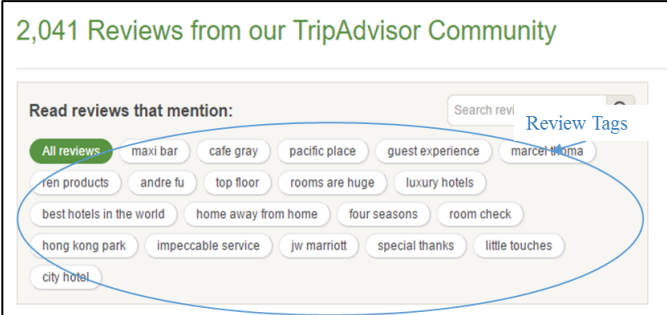 2,041 Reviews from our TripAdvisor Community
Read reviews that mention:
Search revi
Review Tags
All reviews maxi bar cafe gray pacific place guest experience marcel thoma
ren products andre fu top floor rooms are huge luxury hotels
best hotels in the world home away from home four seasons room check
hong kong park impeccable service jw marriott special thanks little touches
city hotel